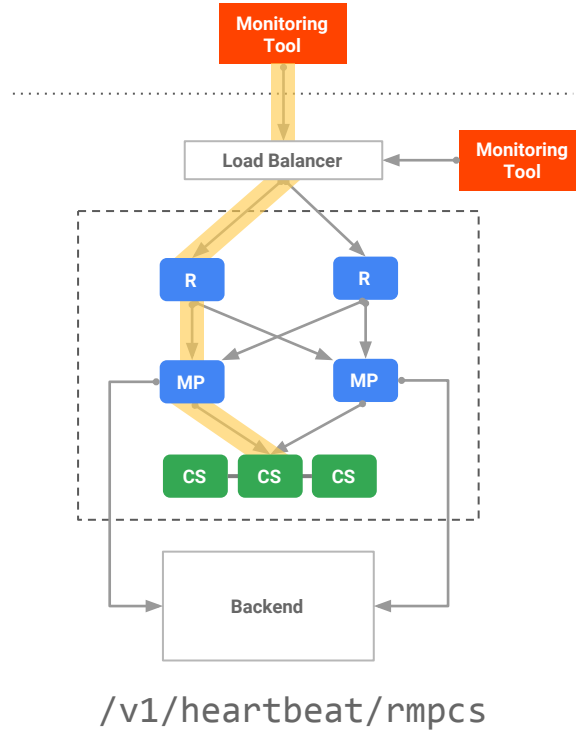 Monitoring
Tool
Load Balancer
Monitoring
Tool
R
R
MP
MP
CS
CS
CS
Backend
/v1/heartbeat/rmpcs